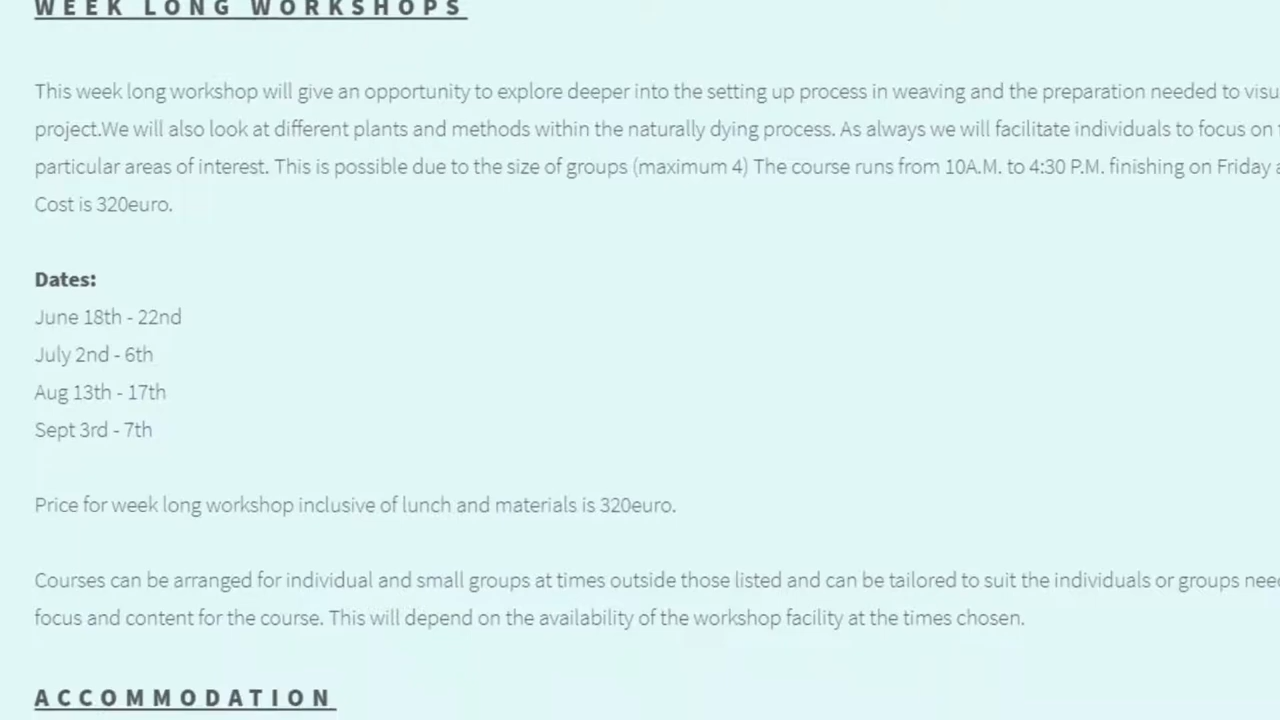 WEEK LONG WORKSHOPS
This week long workshop will give an opportunity to explore deeper into the setting up process in weaving and the preparation needed to
project.We will also look at different plants and methods within the naturally dying process. As always we will facilitate individuals to focus on
particular areas of interest. This is possible due to the size of groups (maximum 4) The course runs from 10A.M. to 4:30 P.M. finishing on Friday
Cost is 320euro.
Dates:
June 18th - 22nd
July 2nd - 6th
Aug 13th - 17th
Sept 3rd - 7th
Price for week long workshop inclusive of lunch and materials is 320euro.
Courses can be arranged for individual and small groups at times outside those listed and can be tailored to suit the individuals or groups
focus and content for the course. This will depend on the availability of the workshop facility at the times chosen.
ACCOMMODATION